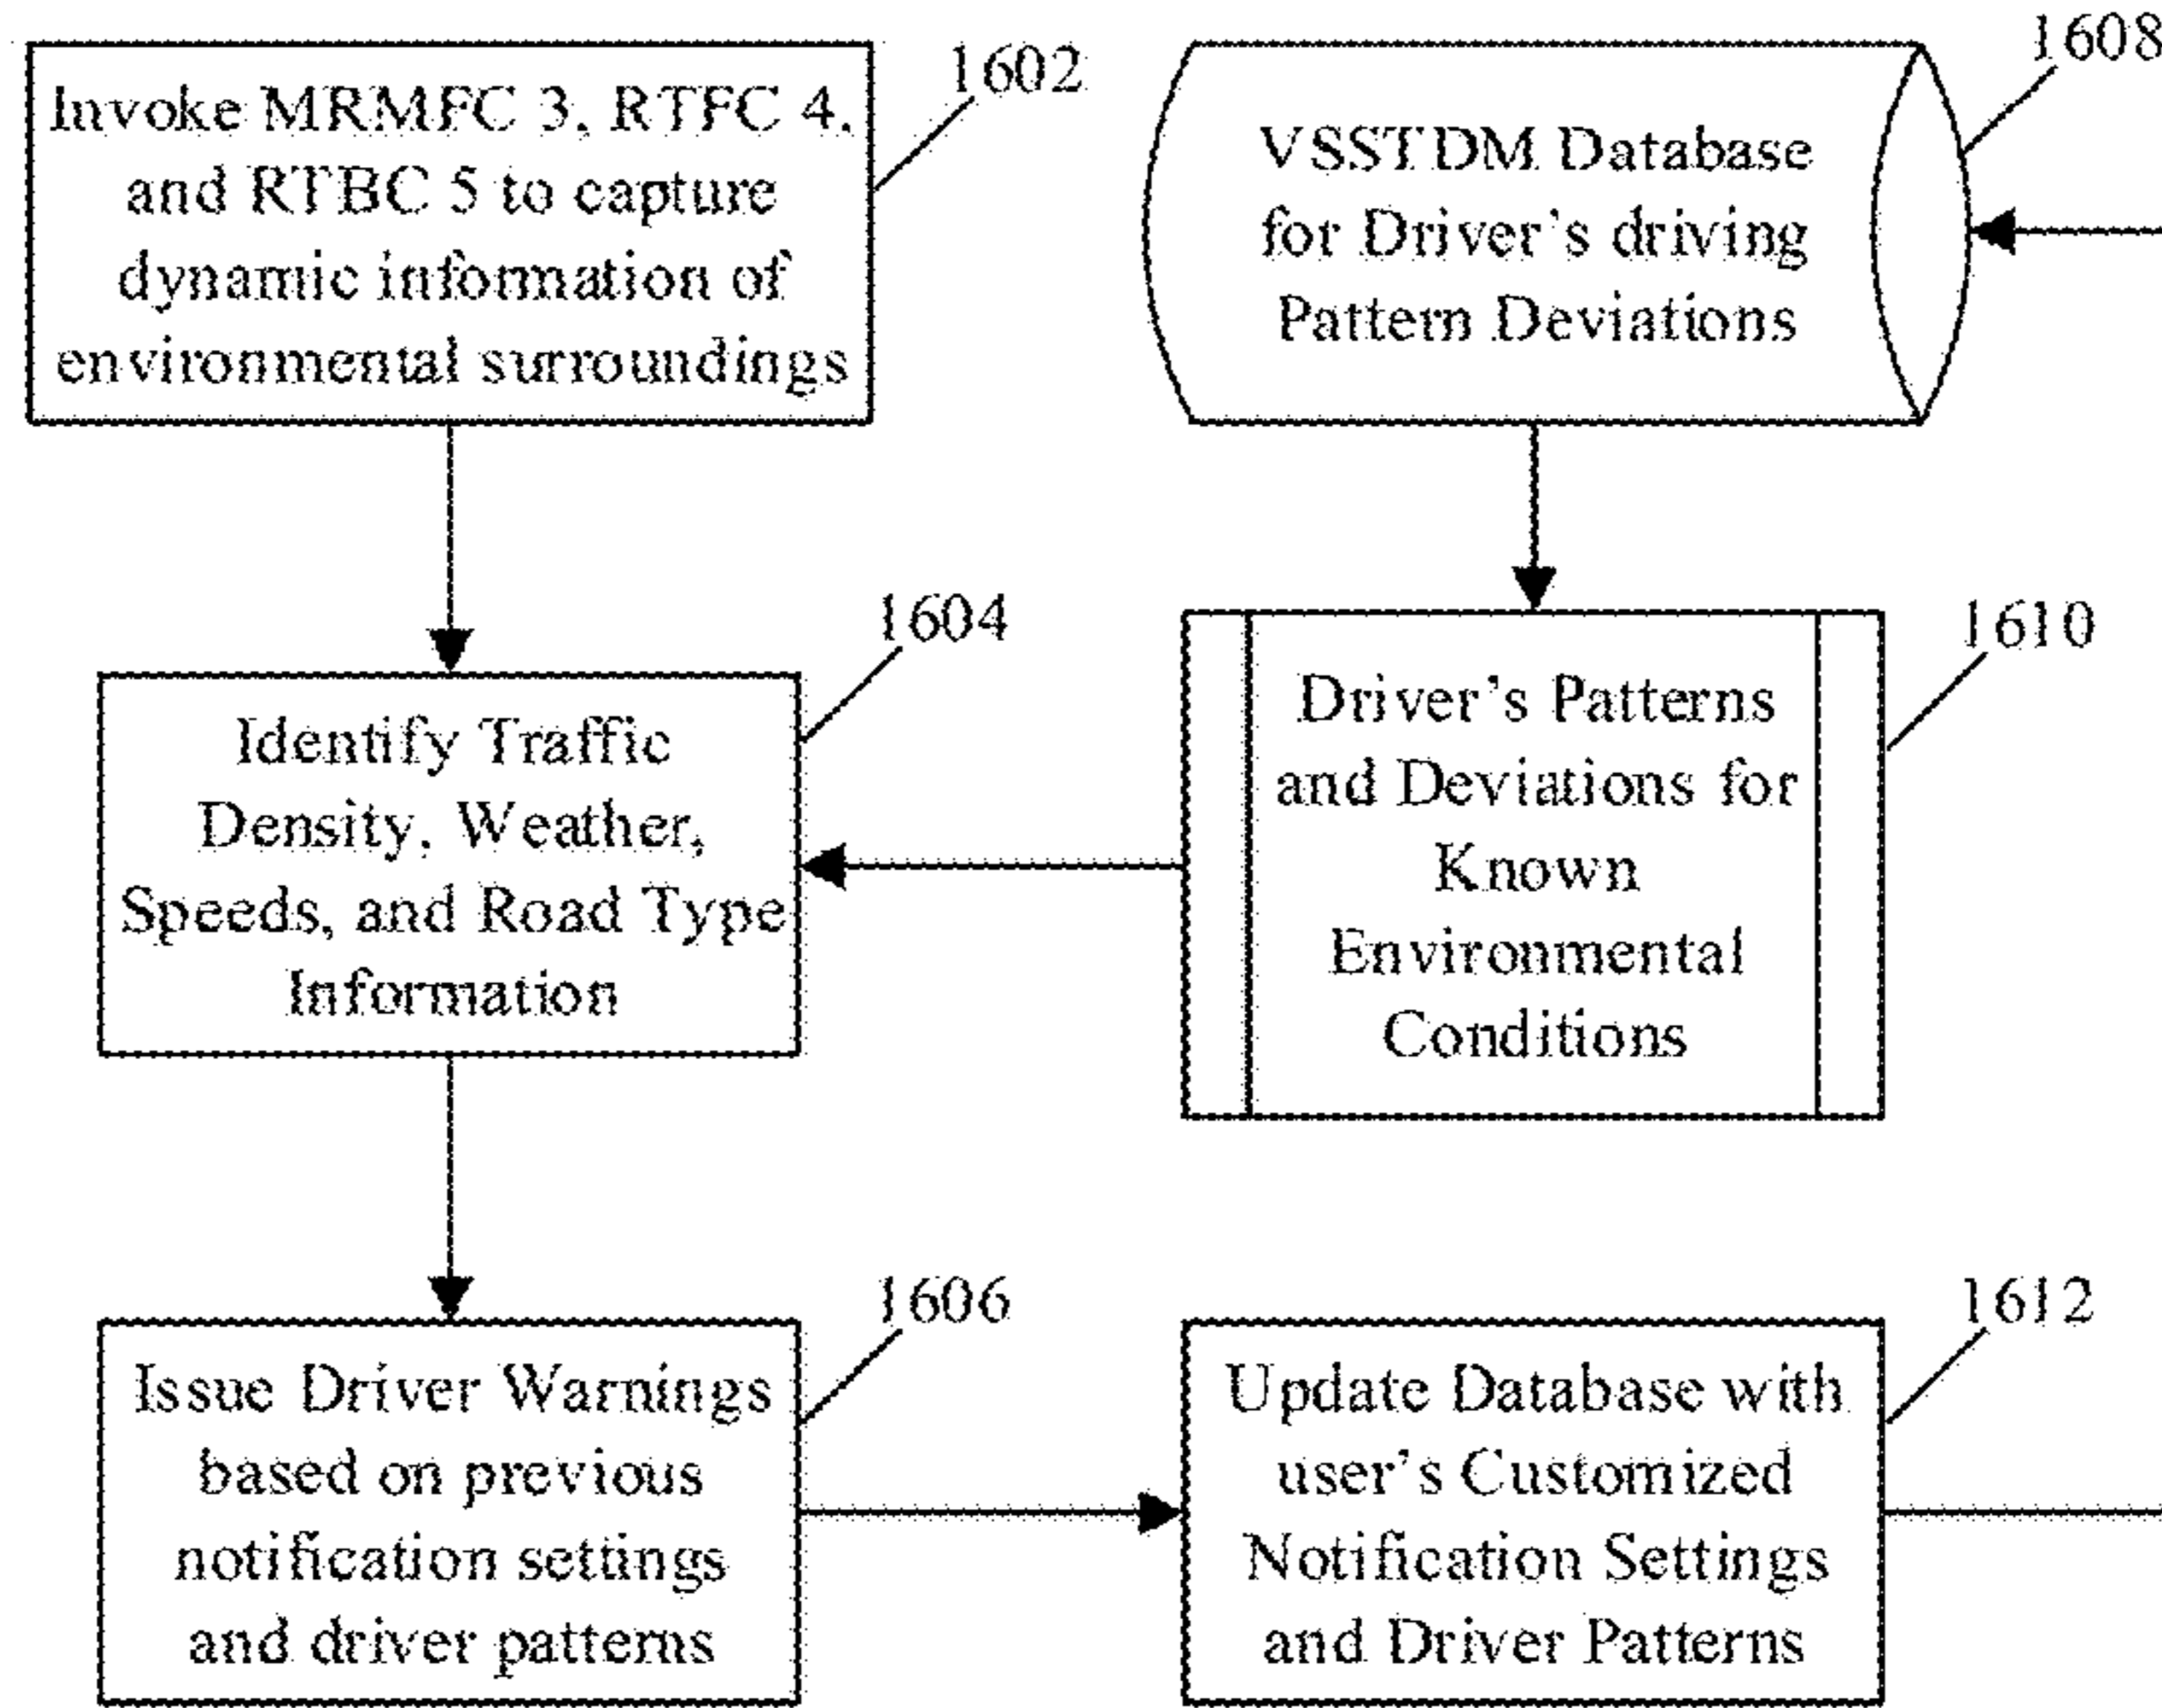 1602
Invoke MRMFC 3, RTFC 4,
and RTBC 5 to capture
dynamic information of
environmental surroundings
1608
VSSTDM Database
for Driver's driving
Pattern Deviations
1604
Identify Traffic
Density, Weather,
Speeds, and Road Type
Information
1610
Driver's Patterns
and Deviations for
Known
Environmental
Conditions
1606
Issue Driver Warnings
based on previous
notification settings
and driver patterns
1612
Update Database with
user's Customized
Notification Settings
and Driver Patterns